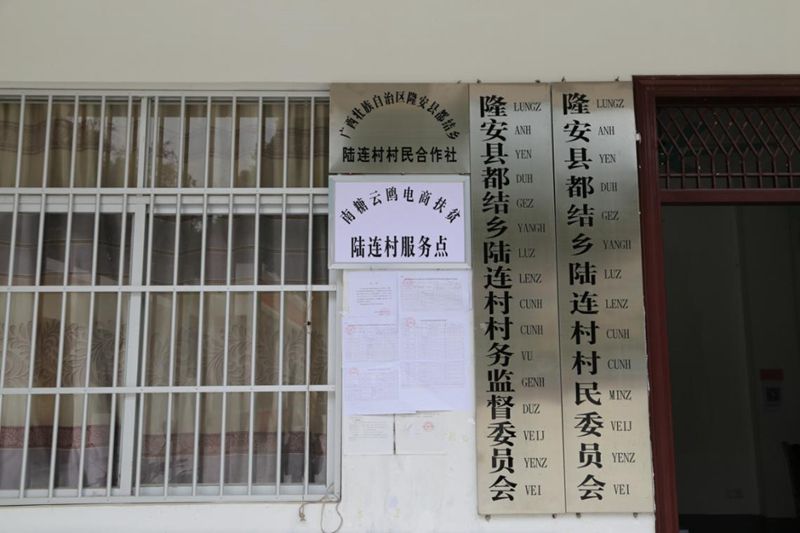 广西壮族自治区隆安县都结乡
陆连村村民合作社
南糖云鸥电商扶贫
陆连村服务点
隆安县都结乡陆连村村务监督委员会
LUNGZ ANH YEN DUH GEZ YANGH LUZ LENZ CUNH CUNH VU GENH DUZ VEIJ YENZ VEI
隆安县都结乡陆连村村民委员会
LUNGZ ANH YEN DUH GEZ YANGH LUZ LENZ CUNH CUNH MINZ VEIJ YENZ VEI